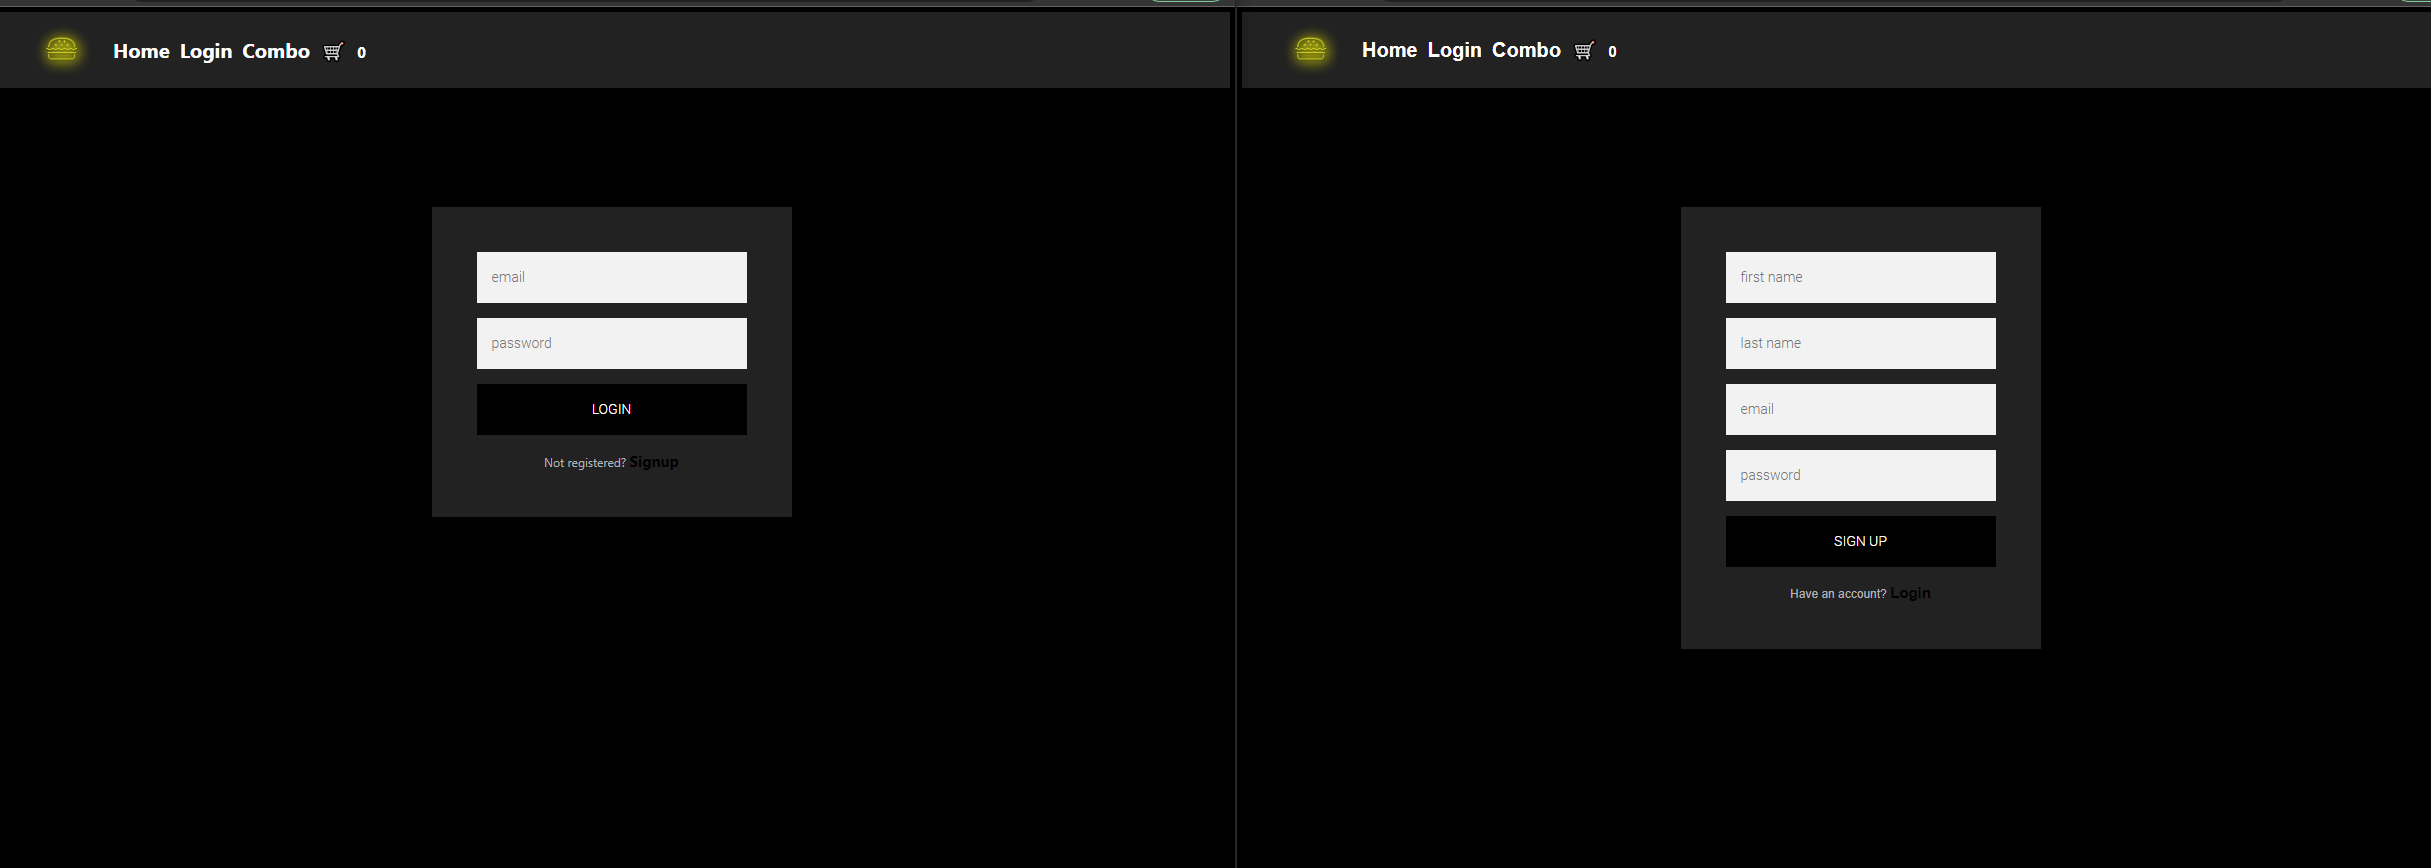 Home Login Combo 0
email
password
LOGIN
Not registered? Signup
Home Login Combo 0
first name
last name
email
password
SIGN UP
Have an account? Login